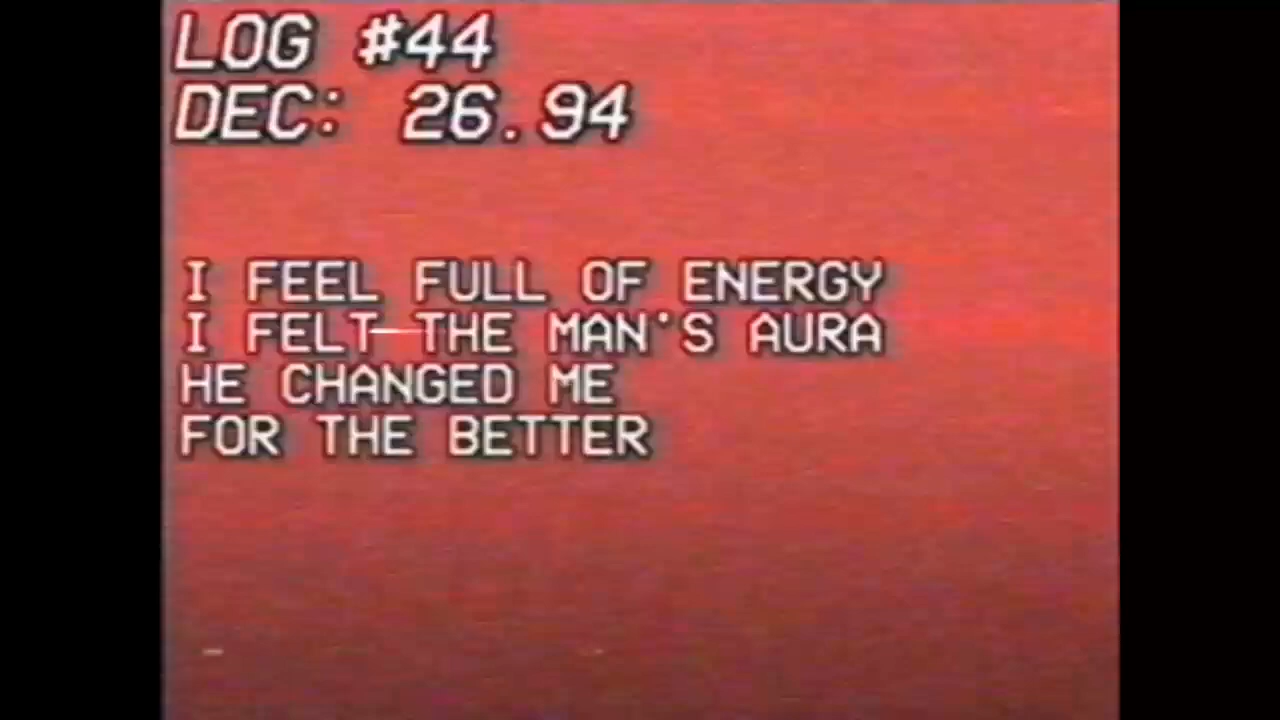 LOG #44
DEC: 26.94
I FEEL FULL OF ENERGY
I FELT THE MAN'S AURA
HE CHANGED ME
FOR THE BETTER